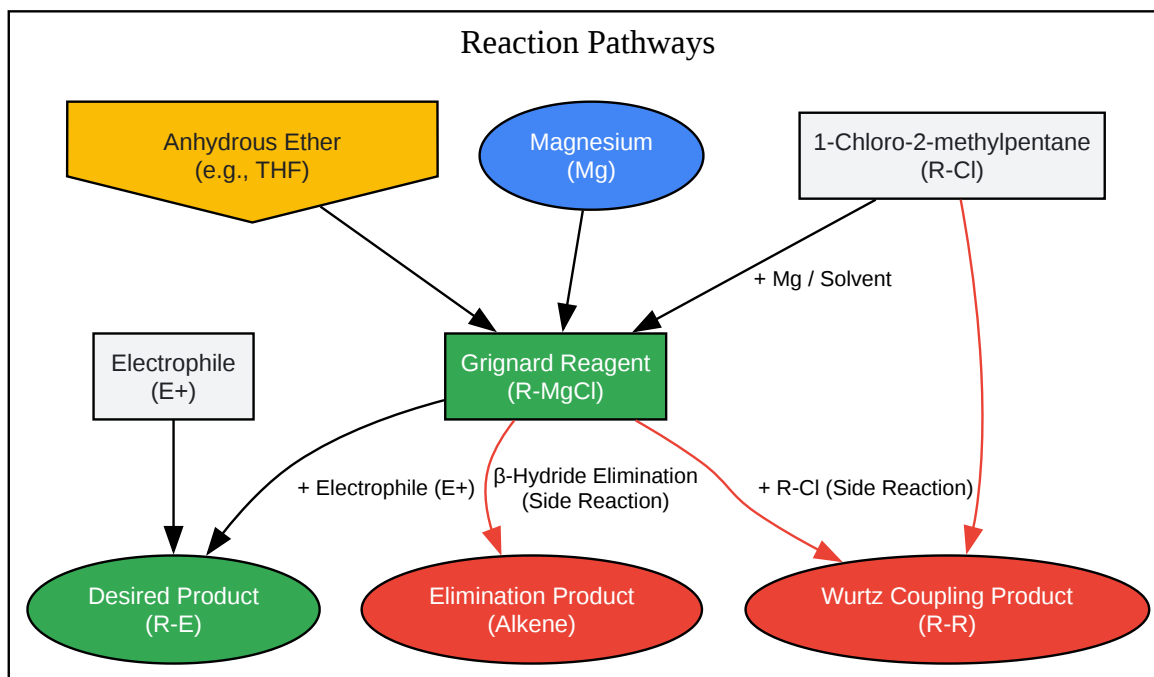 Reaction Pathways
Anhydrous Ether
(e.g., THF)
Magnesium
(Mg)
1-Chloro-2-methylpentane
(R-Cl)
+ Mg / Solvent
Electrophile
(E+)
Grignard Reagent
(R-MgCl)
+ Electrophile (E+)
β-Hydride Elimination
(Side Reaction)
+ R-Cl (Side Reaction)
Desired Product
(R-E)
Elimination Product
(Alkene)
Wurtz Coupling Product
(R-R)